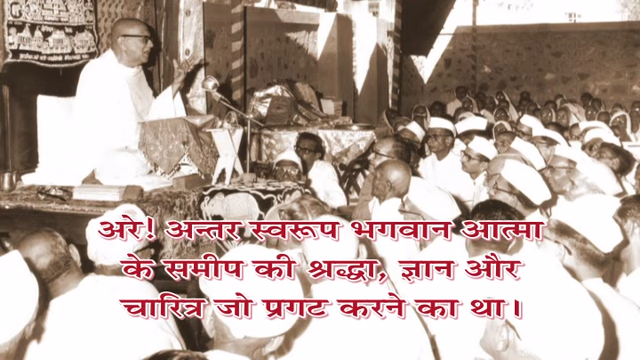 अरे! अन्तर स्वरूप भगवान आत्मा
के समीप की श्रद्धा, ज्ञान और
चारित्र जो प्रगट करने का था।